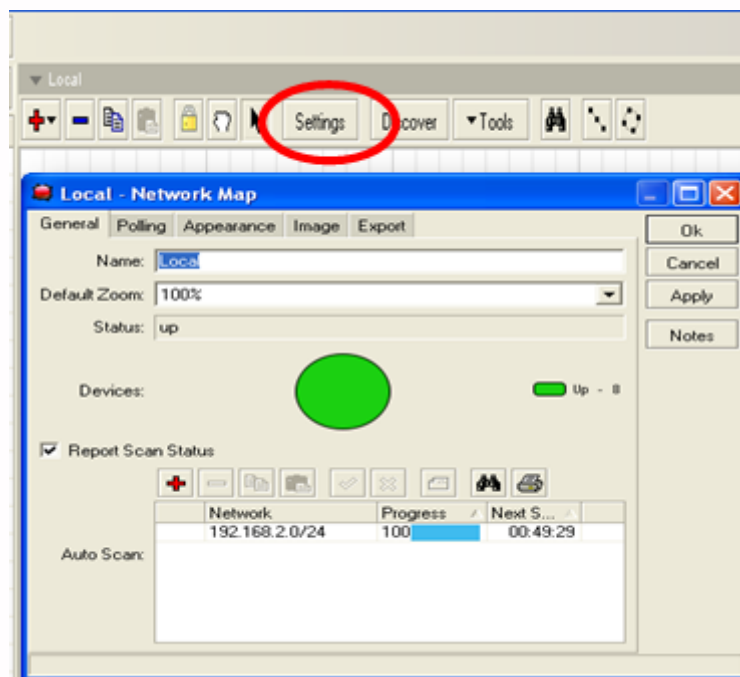 Local
Settings Discover Tools
Local - Network Map
General Polling Appearance Image Export
Ok
Name: Local
Cancel
Default Zoom: 100%
Apply
Status: up
Notes
Devices:
Up - 8
Report Scan Status
Network Progress Next S...
192.168.2.0/24 100 00:49:29
Auto Scan: